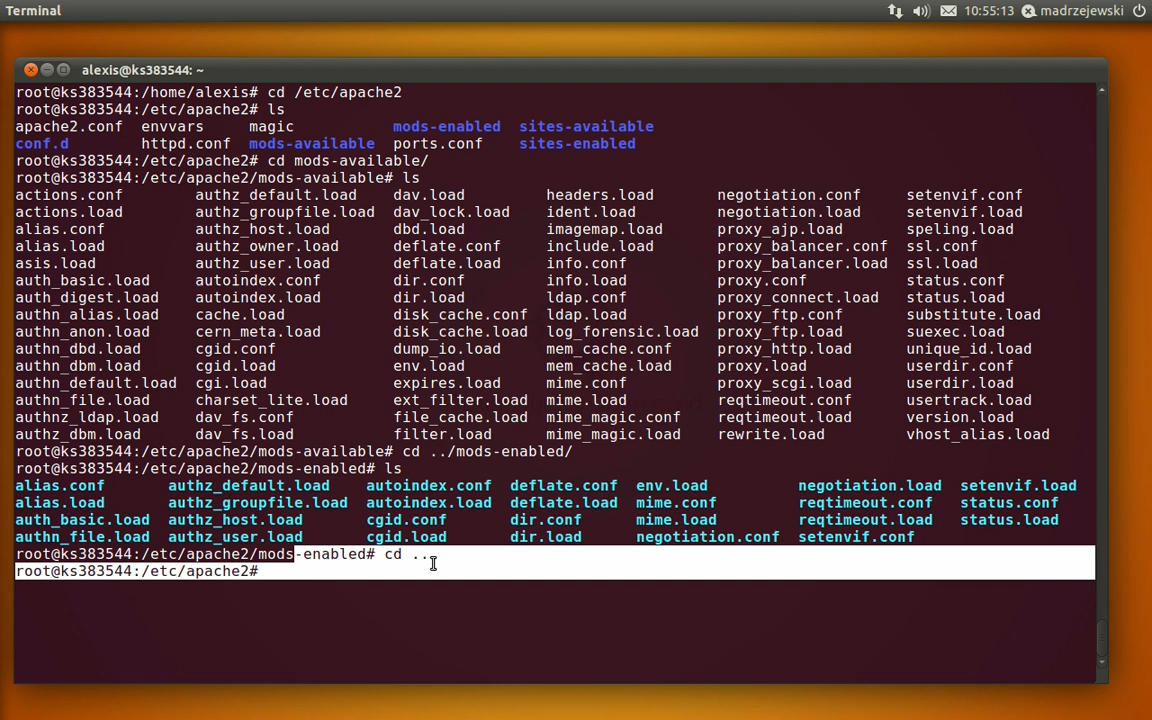 Terminal 10:55:13 madrzejewski
alexis@ks383544: ~
root@ks383544:/home/alexis# cd /etc/apache2
root@ks383544:/etc/apache2# ls
apache2.conf envvars magic mods-enabled sites-available
conf.d httpd.conf mods-available ports.conf sites-enabled
root@ks383544:/etc/apache2# cd mods-available/
root@ks383544:/etc/apache2/mods-available# ls
actions.conf authz_default.load dav.load headers.load negotiation.conf setenvif.conf
actions.load authz_groupfile.load dav_lock.load ident.load negotiation.load setenvif.load
alias.conf authz_host.load dbd.load imagemap.load proxy_ajp.load speling.load
alias.load authz_owner.load deflate.conf include.load proxy_balancer.conf ssl.conf
asis.load authz_user.load deflate.load info.conf proxy_balancer.load ssl.load
auth_basic.load autoindex.conf dir.conf info.load proxy.conf status.conf
auth_digest.load autoindex.load dir.load ldap.conf proxy_connect.load status.load
authn_alias.load cache.load disk_cache.conf ldap.load proxy_ftp.conf substitute.load
authn_anon.load cern_meta.load disk_cache.load log_forensic.load proxy_ftp.load suexec.load
authn_dbd.load cgid.conf dump_io.load mem_cache.conf proxy_http.load unique_id.load
authn_dbm.load cgid.load env.load mem_cache.load proxy.load userdir.conf
authn_default.load cgi.load expires.load mime.conf proxy_scgi.load userdir.load
authn_file.load charset_lite.load ext_filter.load mime.load reqtimeout.conf usertrack.load
authnz_ldap.load dav_fs.conf file_cache.load mime_magic.conf reqtimeout.load version.load
authz_dbm.load dav_fs.load filter.load mime_magic.load rewrite.load vhost_alias.load
root@ks383544:/etc/apache2/mods-available# cd ../mods-enabled/
root@ks383544:/etc/apache2/mods-enabled# ls
alias.conf authz_default.load autoindex.conf deflate.conf env.load negotiation.load setenvif.load
alias.load authz_groupfile.load autoindex.load deflate.load mime.conf reqtimeout.conf status.conf
auth_basic.load authz_host.load cgid.conf dir.conf mime.load reqtimeout.load status.load
authn_file.load authz_user.load cgid.load dir.load negotiation.conf setenvif.conf
root@ks383544:/etc/apache2/mods-enabled# cd ..
root@ks383544:/etc/apache2#